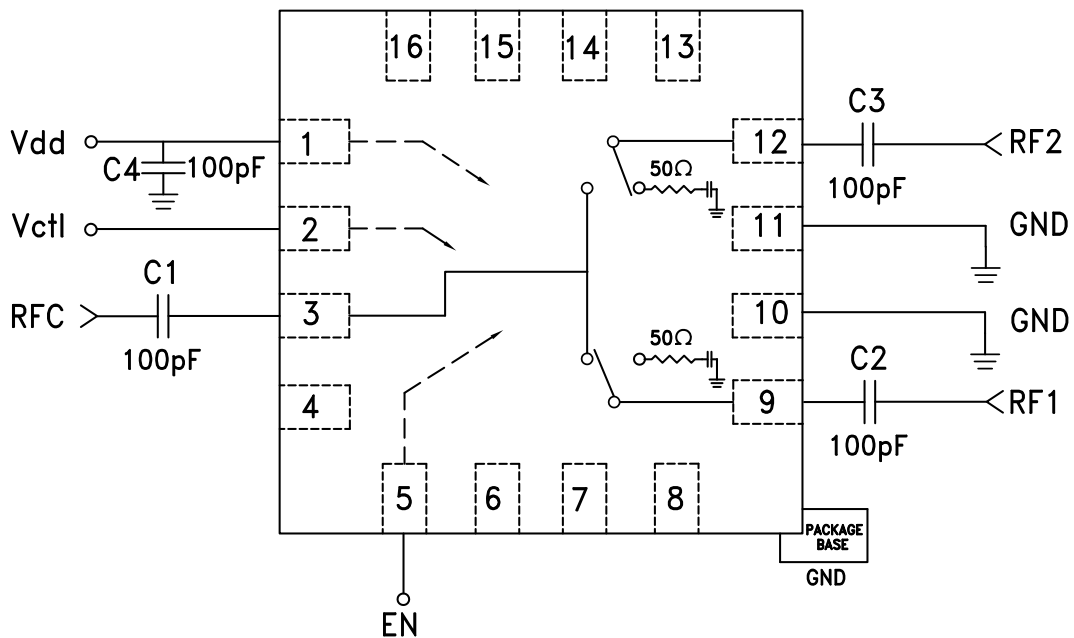 16 15 14 13
Vdd
C4 100pF
1
Vctl
2
C1
RFC
100pF
3
4
5 6 7 8
EN
50Ω
12
C3
100pF
RF2
11
GND
10
GND
50Ω
9
C2
100pF
RF1
PACKAGE
BASE
GND